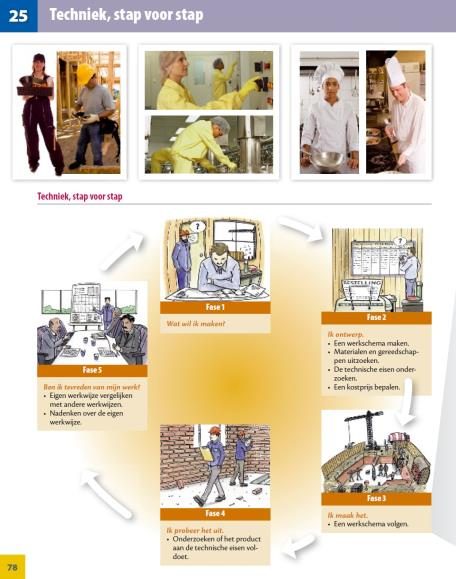 25
Techniek, stap voor stap
Techniek, stap voor stap
?
Fase 1
Wat wil ik maken?
?
BESTELLING
Fase 2
Ik ontwerp.
• Een werkschema maken.
• Materialen en gereedschap-
pen uitzoeken.
• De technische eisen onder-
zoeken.
• Een kostprijs bepalen.
Fase 3
Ik maak het.
• Een werkschema volgen.
Fase 4
Ik probeer het uit.
• Onderzoeken of het product
aan de technische eisen vol-
doet.
Fase 5
Ben ik tevreden van mijn werk?
• Eigen werkwijze vergelijken
met andere werkwijzen.
• Nadenken over de eigen
werkwijze.
78